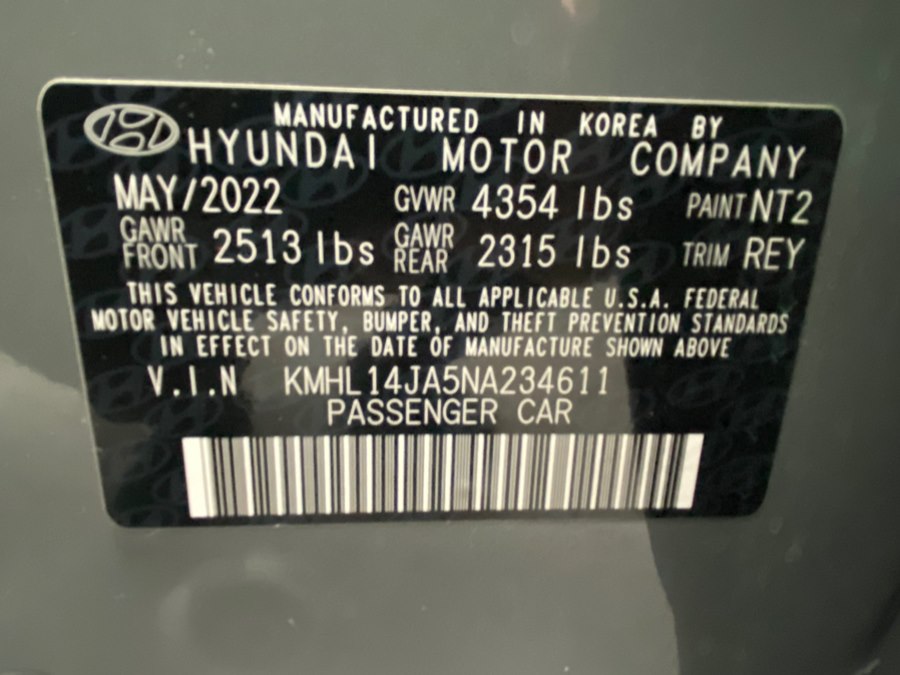 MANUFACTURED IN KOREA BY
HYUNDAI MOTOR COMPANY
MAY/2022 GVWR 4354 lbs PAINT NT2
GAWR FRONT 2513 lbs GAWR REAR 2315 lbs TRIM REY
THIS VEHICLE CONFORMS TO ALL APPLICABLE U.S.A. FEDERAL
MOTOR VEHICLE SAFETY, BUMPER, AND THEFT PREVENTION STANDARDS
IN EFFECT ON THE DATE OF MANUFACTURE SHOWN ABOVE
V.I.N KMHL14JA5NA234611
PASSENGER CAR